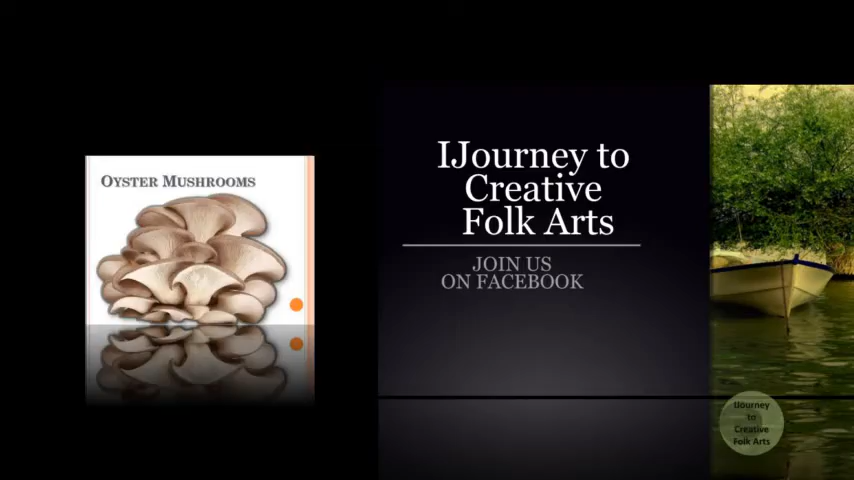 OYSTER MUSHROOMS
IJourney to
Creative
Folk Arts
JOIN US
ON FACEBOOK
IJourney
to
Creative
Folk Arts